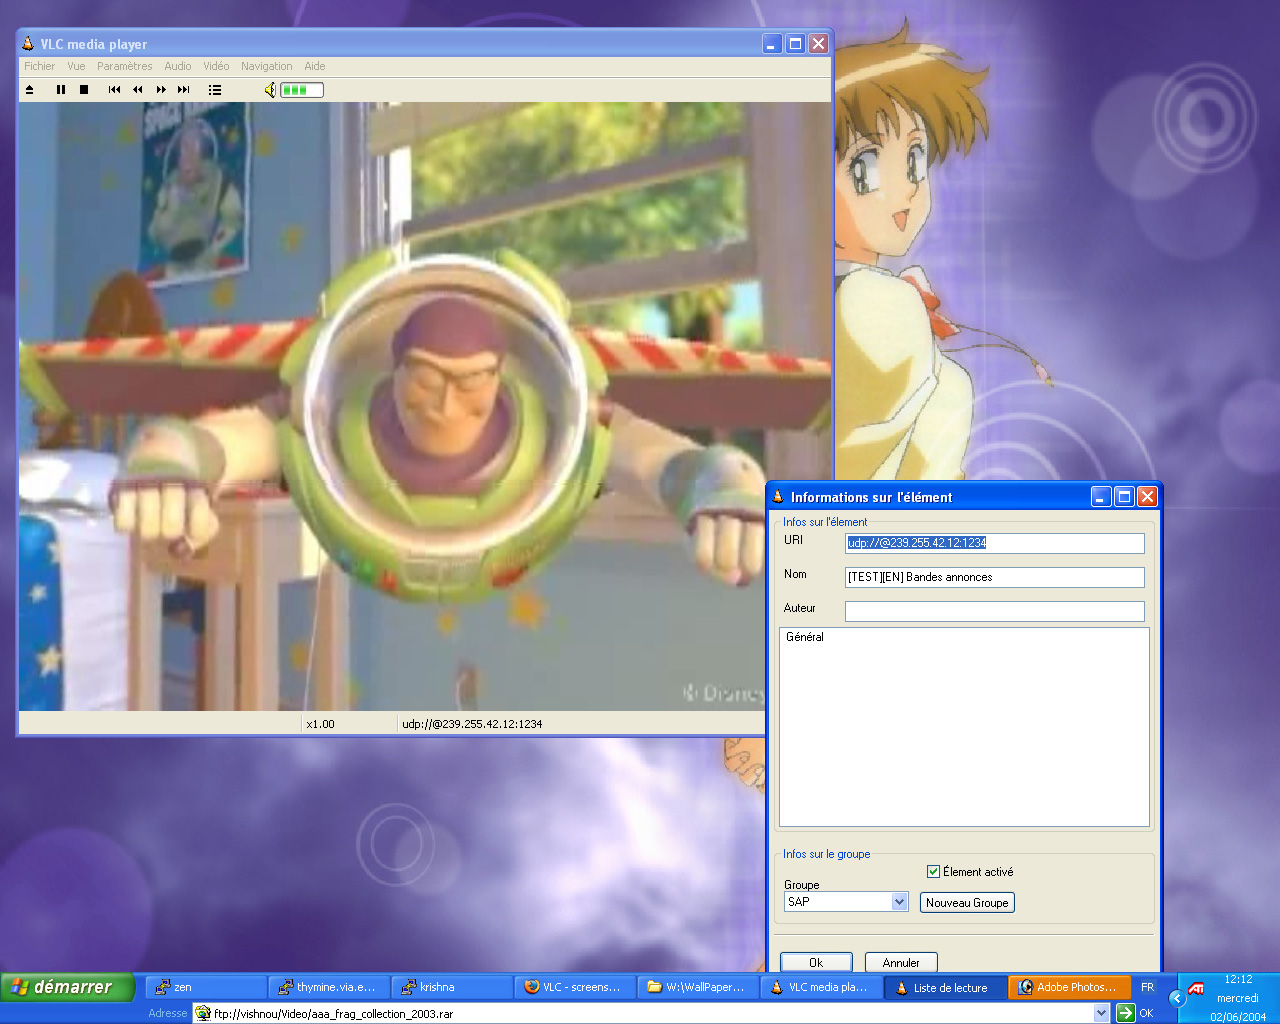 VLC media player
Fichier Vue Paramètres Audio Vidéo Navigation Aide
SPACE
Disney
x1.00 udp://@239.255.42.12:1234
Informations sur l'élément
Infos sur l'élement
URI udp://@239.255.42.12:1234
Nom [TEST][EN] Bandes annonces
Auteur
Général
Infos sur le groupe
Élement activé
Groupe
SAP Nouveau Groupe
Ok Annuler
démarrer zen thymine.via.e... krishna VLC - screens... W:\WallPaper... VLC media pla... Liste de lecture Adobe Photos... FR 12:12
mercredi
Adresse ftp://vishnou/Video/aaa_frag_collection_2003.rar OK 02/06/2004